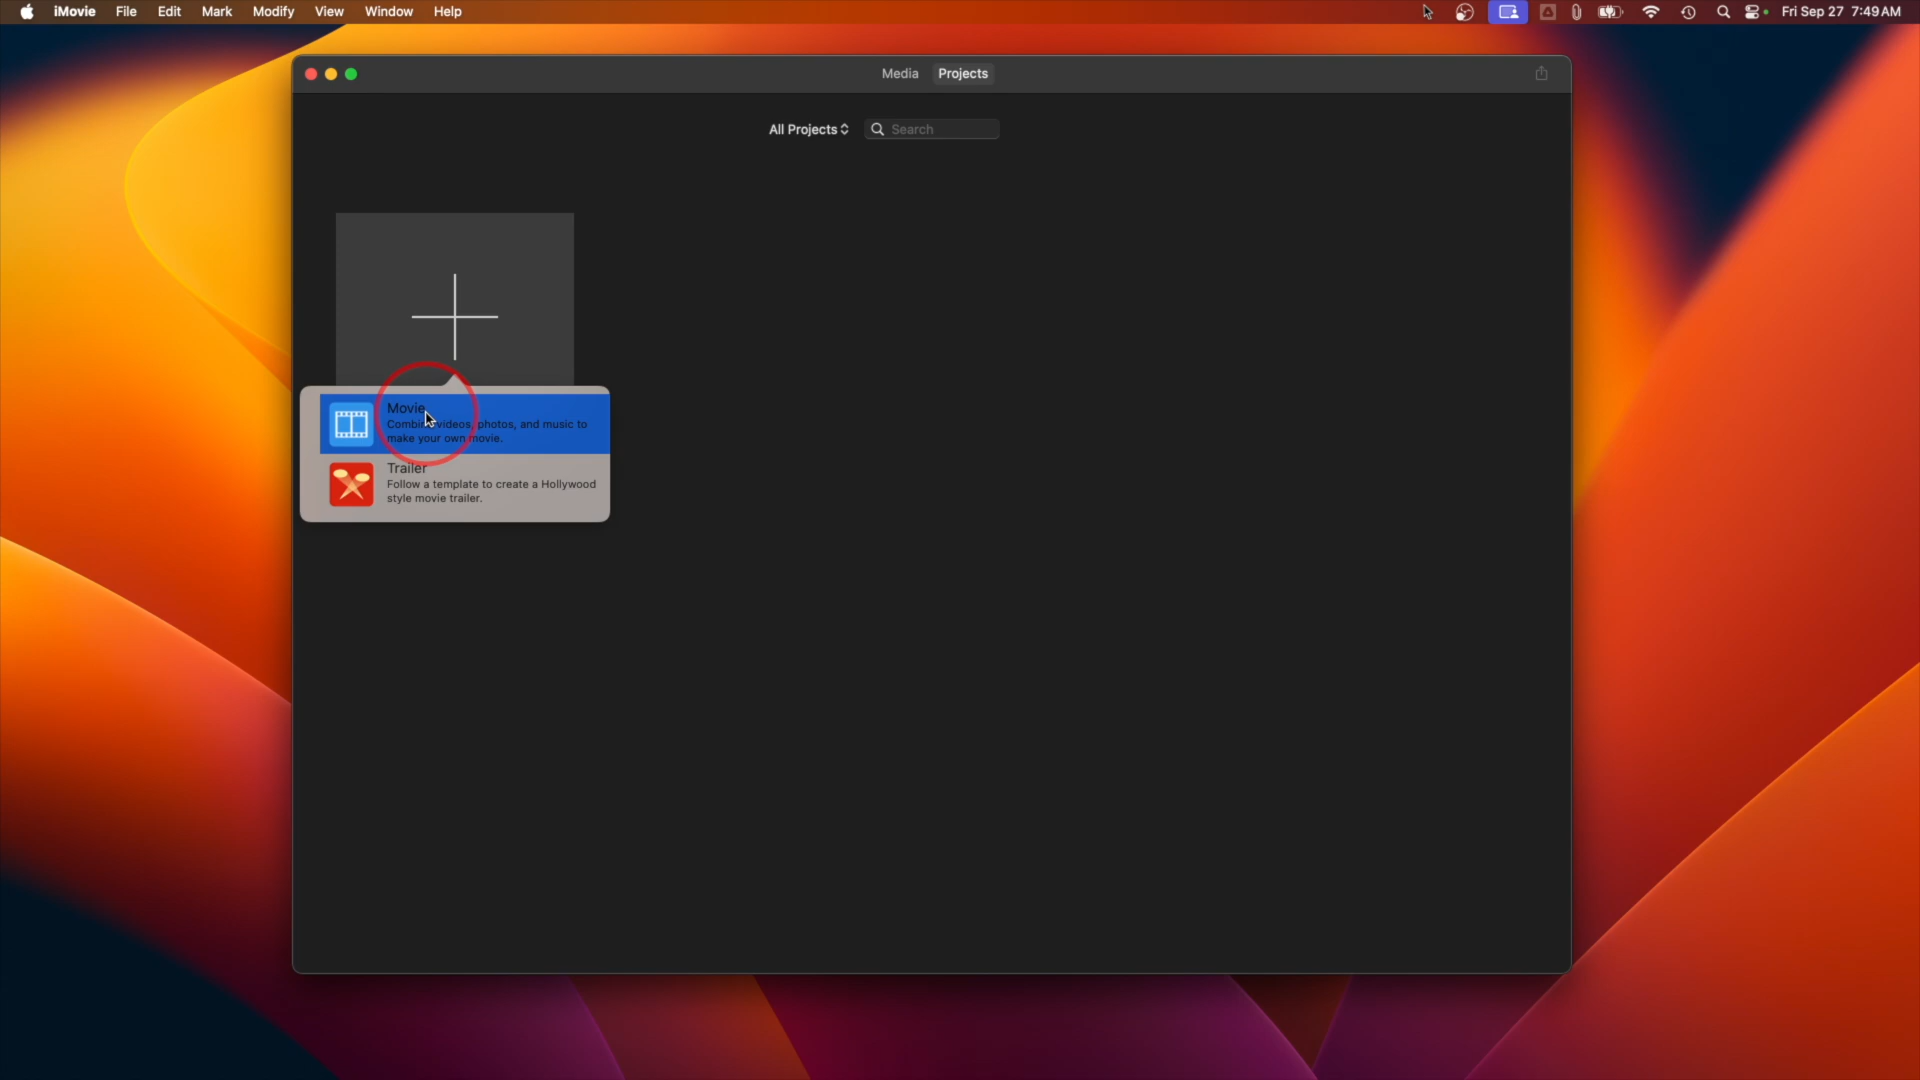 iMovie File Edit Mark Modify View Window Help Fri Sep 27 7:49 AM
Media Projects
All Projects Search
Movie
Combine videos, photos, and music to
make your own movie.
Trailer
Follow a template to create a Hollywood
style movie trailer.